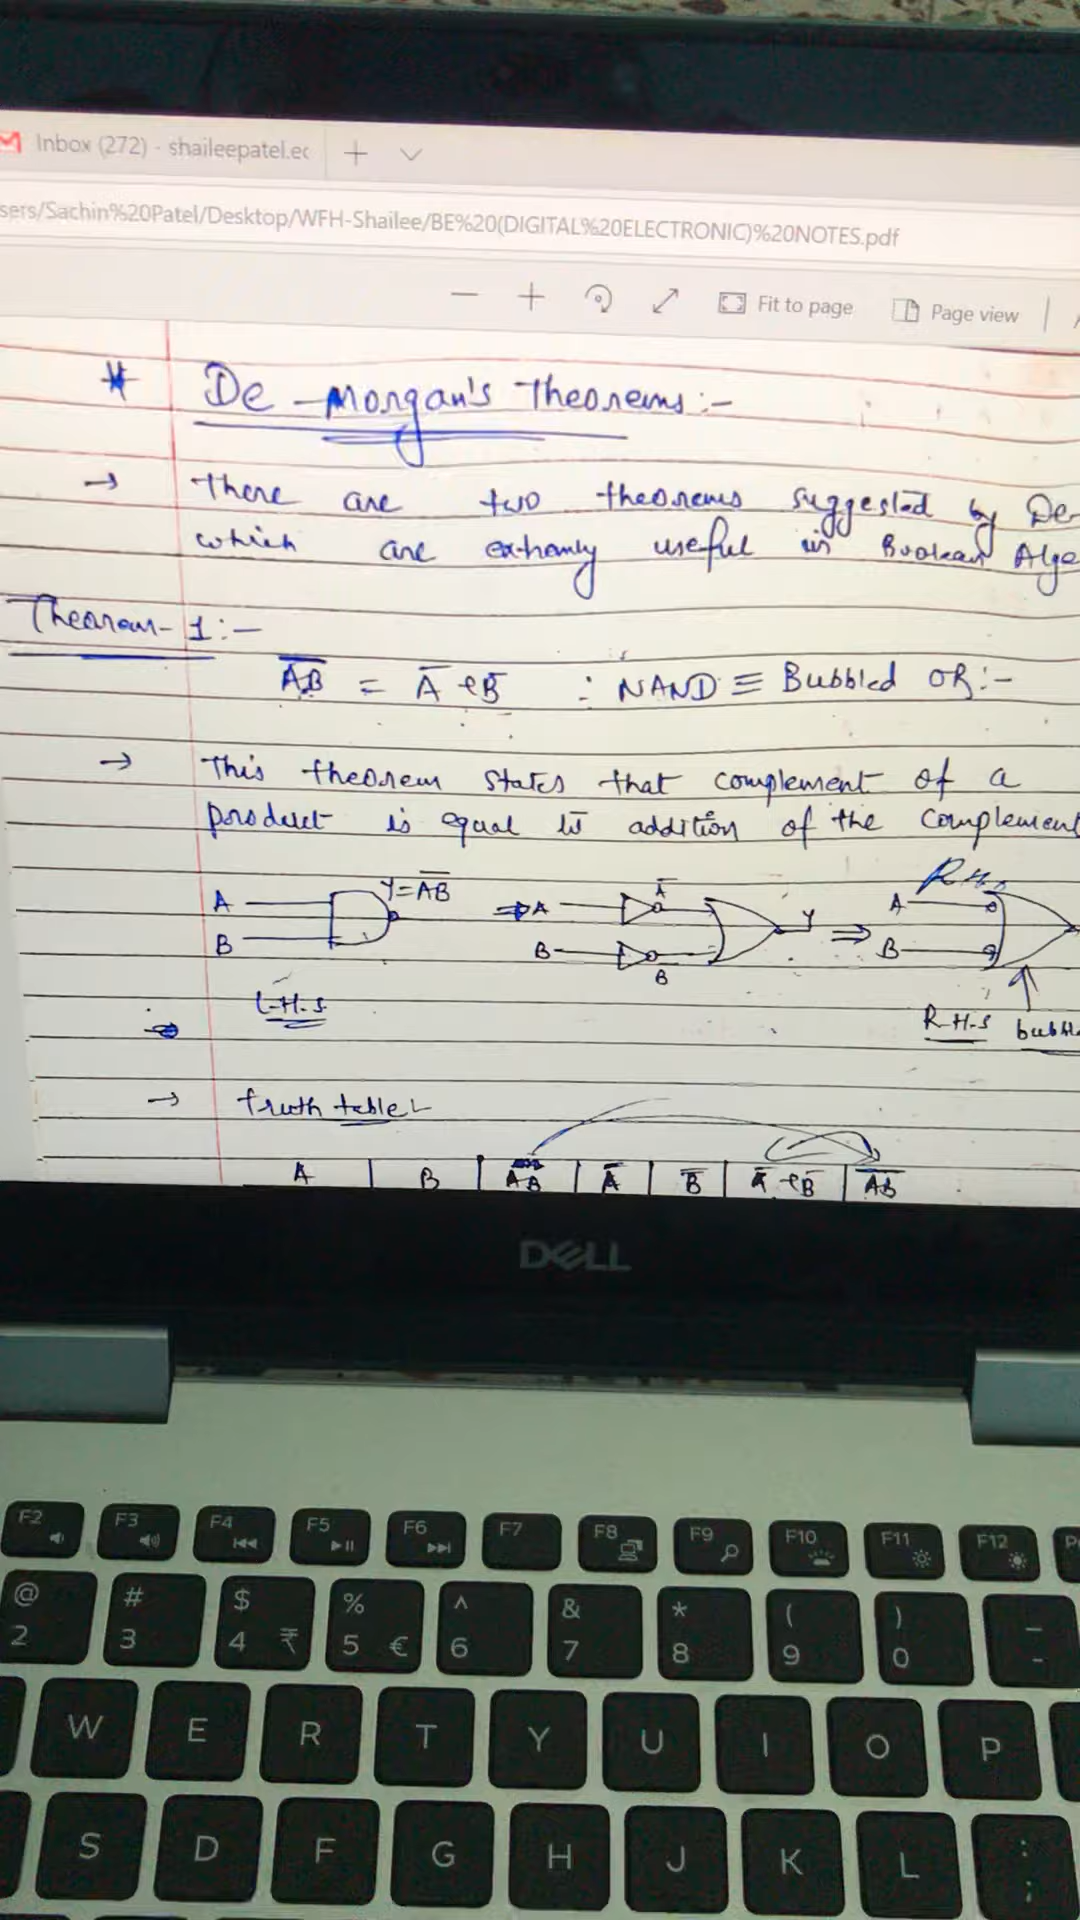 Inbox (272) - shaileepatel.ec
sers/Sachin%20Patel/Desktop/WFH-Shailee/BE%20(DIGITAL%20ELECTRONIC)%20NOTES.pdf
Fit to page Page view
* De-Morgan's Theorems:-
→ There are two theorems suggested by De-
which are extremly useful in Boolean Alge
Theorem-1:-
A̅B̅ = A̅ + B̅ : NAND ≡ Bubbled OR:-
→ This theorem states that complement of a
product is equal to addition of the complement
R.H.S
A Y=A̅B̅ ⇒ A A̅ Y ⇒ A
B B B̅ B
L.H.S R.H.S bubbl
→ Truth table
A B AB A̅ B̅ A̅ + B̅ A̅B̅
DELL
F2 F3 F4 F5 F6 F7 F8 F9 F10 F11 F12
@ # $ % ^ & * ( ) _
2 3 4 ₹ 5 € 6 7 8 9 0 -
W E R T Y U I O P
S D F G H J K L : ;